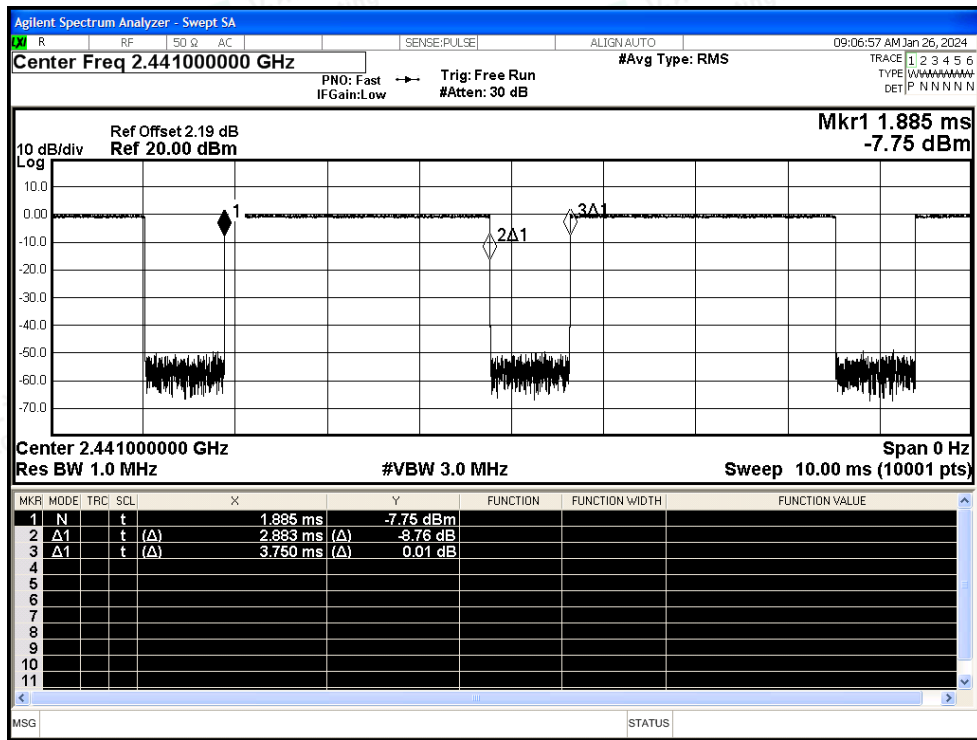 Agilent Spectrum Analyzer - Swept SA
LXI R RF 50 Ω AC SENSE:PULSE ALIGN AUTO 09:06:57 AM Jan 26, 2024
Center Freq 2.441000000 GHz #Avg Type: RMS TRACE 1 2 3 4 5 6
PNO: Fast Trig: Free Run TYPE WWWWWW
IFGain:Low #Atten: 30 dB DET P N N N N N
Mkr1 1.885 ms
Ref Offset 2.19 dB
10 dB/div Ref 20.00 dBm -7.75 dBm
Log
10.0
0.00 1 3Δ1
-10.0 2Δ1
-20.0
-30.0
-40.0
-50.0
-60.0
-70.0
Center 2.441000000 GHz Span 0 Hz
Res BW 1.0 MHz #VBW 3.0 MHz Sweep 10.00 ms (10001 pts)
MKR MODE TRC SCL X Y FUNCTION FUNCTION WIDTH FUNCTION VALUE
1 N t 1.885 ms -7.75 dBm
2 Δ1 t (Δ) 2.883 ms (Δ) -8.76 dB
3 Δ1 t (Δ) 3.750 ms (Δ) 0.01 dB
4
5
6
7
8
9
10
11
MSG STATUS